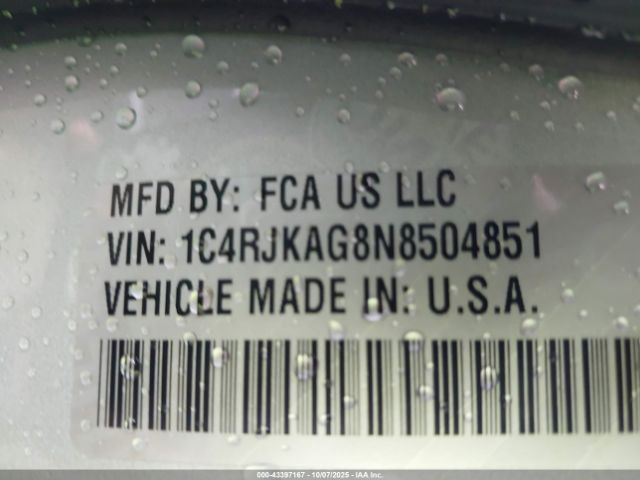 MFD BY: FCA US LLC
VIN: 1C4RJKAG8N8504851
VEHICLE MADE IN: U.S.A.
000-43397167 - 10/07/2025 - IAA Inc.